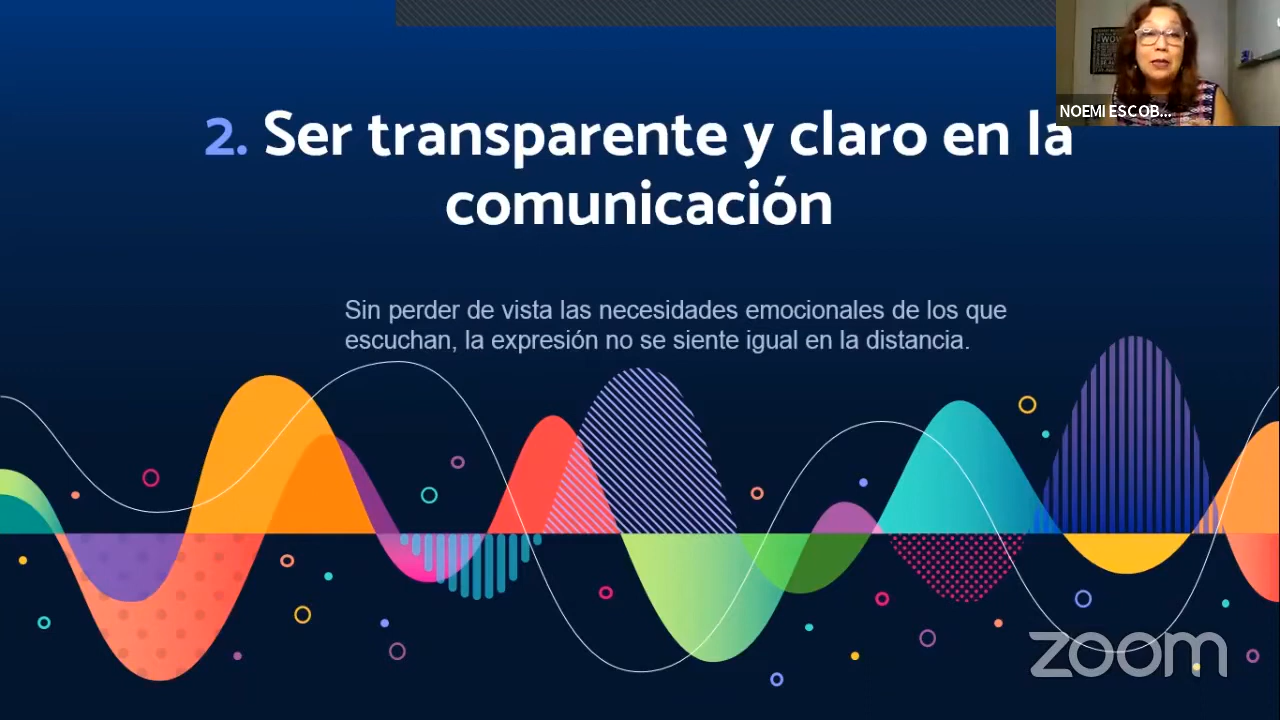 2. Ser transparente y claro en la
comunicación
Sin perder de vista las necesidades emocionales de los que
escuchan, la expresión no se siente igual en la distancia.
NOEMI ESCOB...
zoom